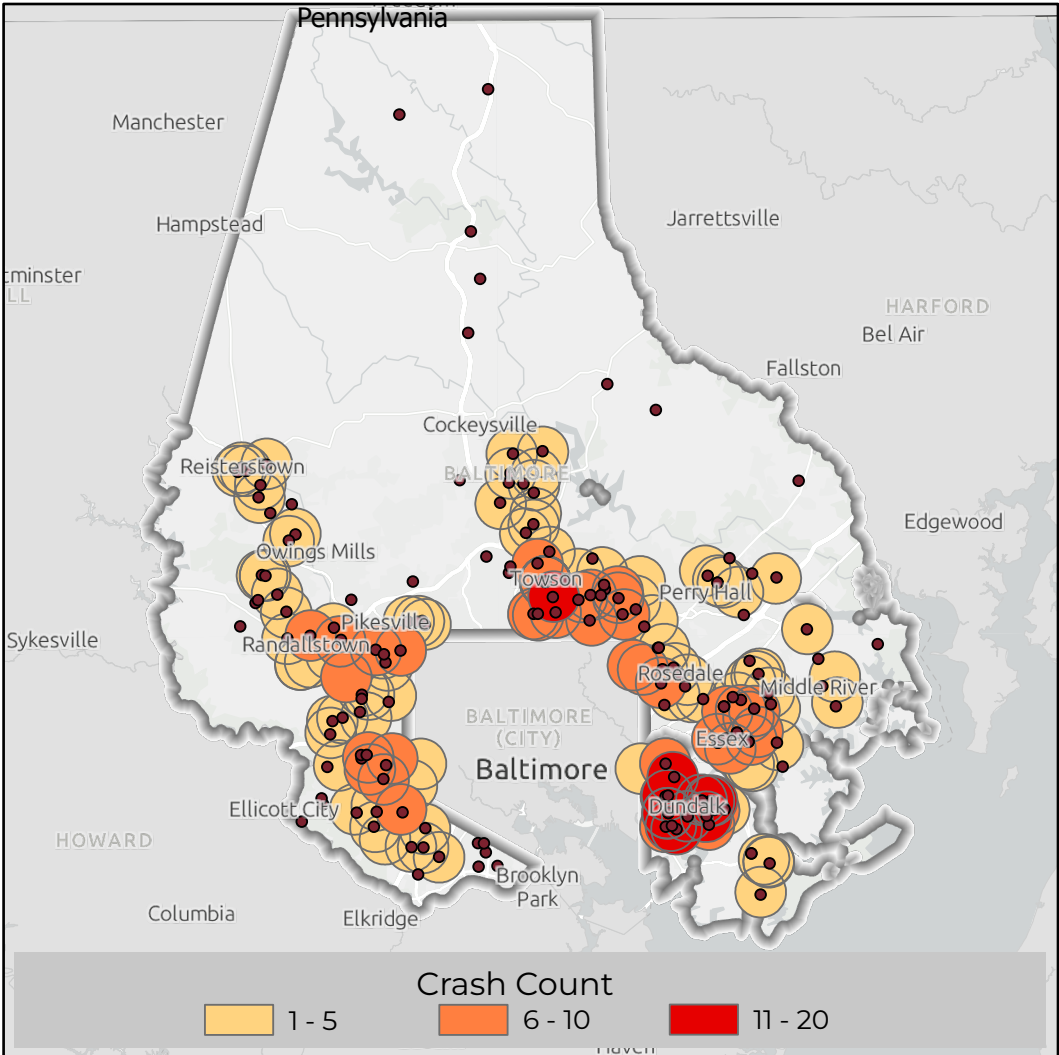 Pennsylvania
Manchester
Hampstead
Jarrettsville
tminster
LL
HARFORD
Bel Air
Fallston
Cockeysville
Reisterstown
BALTIMORE
Edgewood
Owings Mills
Towson
Perry Hall
Pikesville
Sykesville
Randallstown
Rosedale
Middle River
BALTIMORE
(CITY)
Essex
Baltimore
Dundalk
Ellicott City
HOWARD
Brooklyn
Park
Columbia
Elkridge
Crash Count
1 - 5
6 - 10
11 - 20